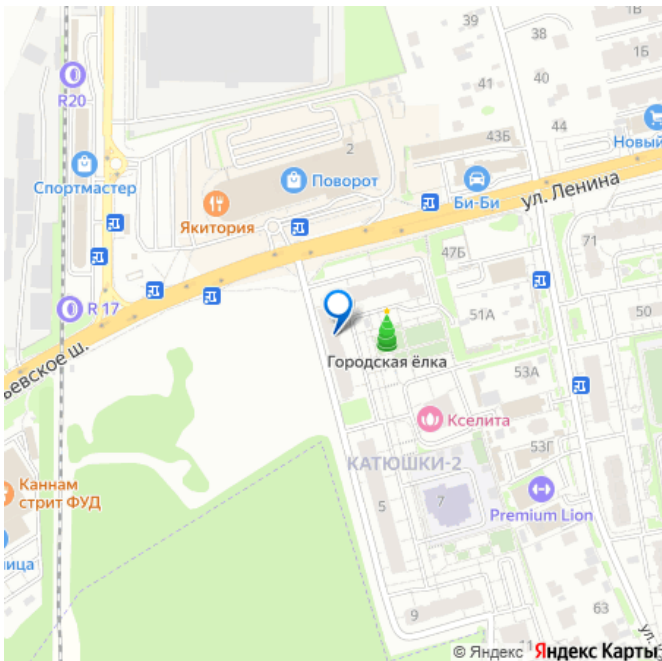 1В
38
R20
39
1Б
40
41
44
43Б
2
Новый
Спортмастер
Поворот
Би-Би
ул. Ленина
Якитория
47Б
71
R 17
51А
50
ьевское ш.
Городская ёлка
53А
Кселита
53Г
КАТЮШКИ-2
Каннам
стрит ФУД
5
7
Premium Lion
ица
9
63
ул.
11
© Яндекс Яндекс Карты